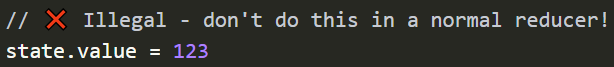 // ❌ Illegal - don't do this in a normal reducer!
state.value = 123